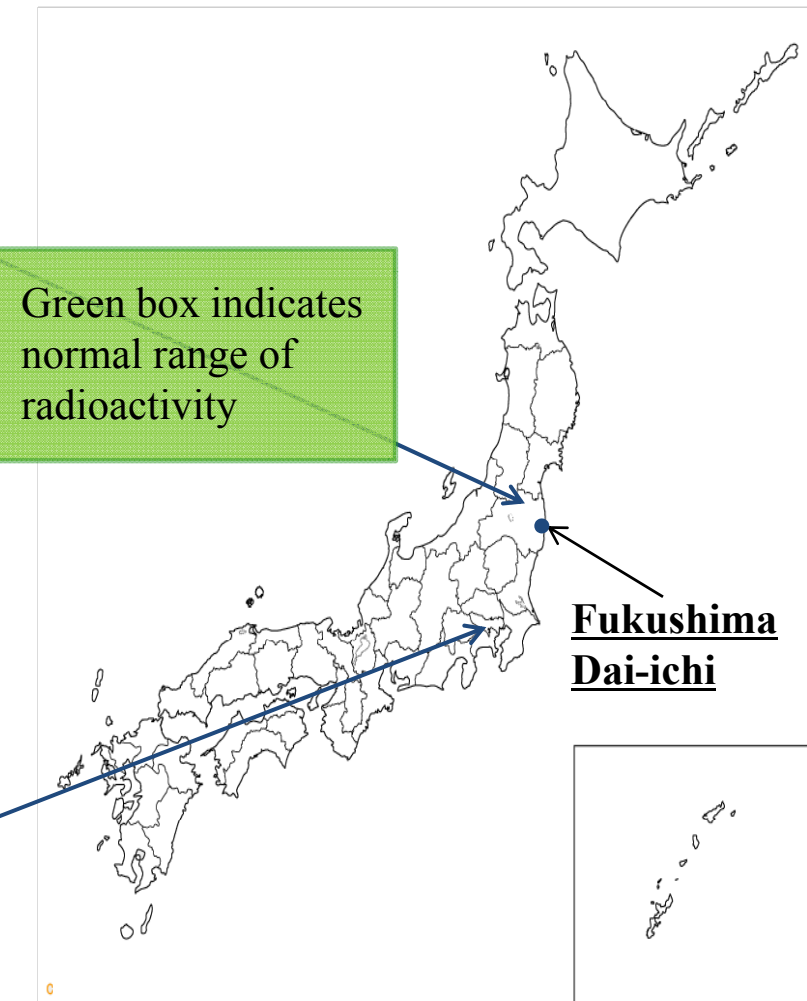 Green box indicates
normal range of
radioactivity
Fukushima
Dai-ichi